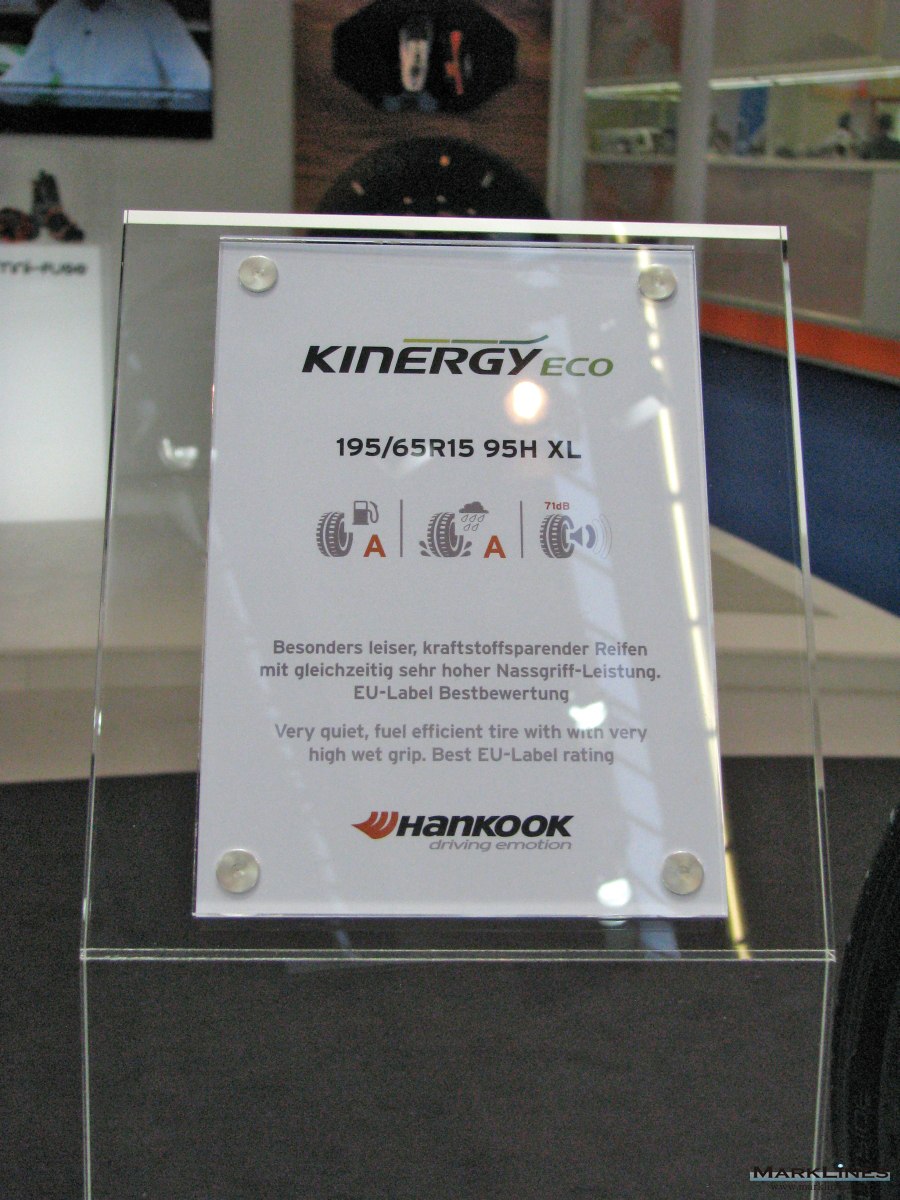 KINERGY ECO
195/65R15 95H XL
71dB
A
A
Besonders leiser, kraftstoffsparender Reifen
mit gleichzeitig sehr hoher Nassgriff-Leistung.
EU-Label Bestbewertung
Very quiet, fuel efficient tire with with very
high wet grip. Best EU-Label rating
HANKOOK
driving emotion
MARKLINES